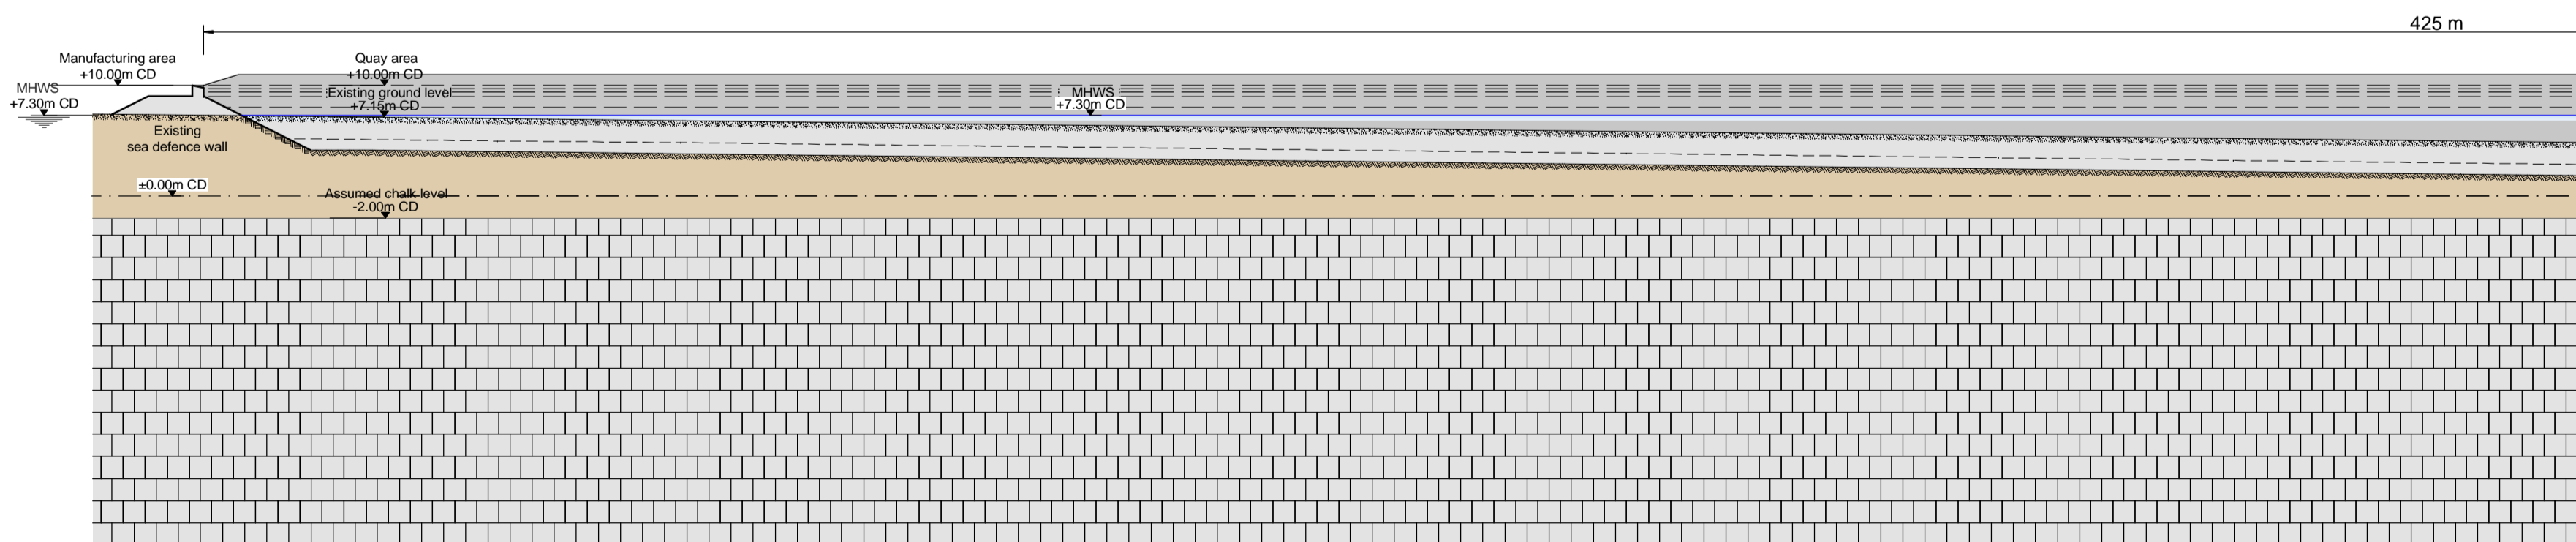 425 m
Manufacturing area
+10.00m CD
Quay area
+10.00m CD
MHWS
+7.30m CD
Existing ground level
+7.15m CD
MHWS
+7.30m CD
Existing
sea defence wall
±0.00m CD
Assumed chalk level
-2.00m CD